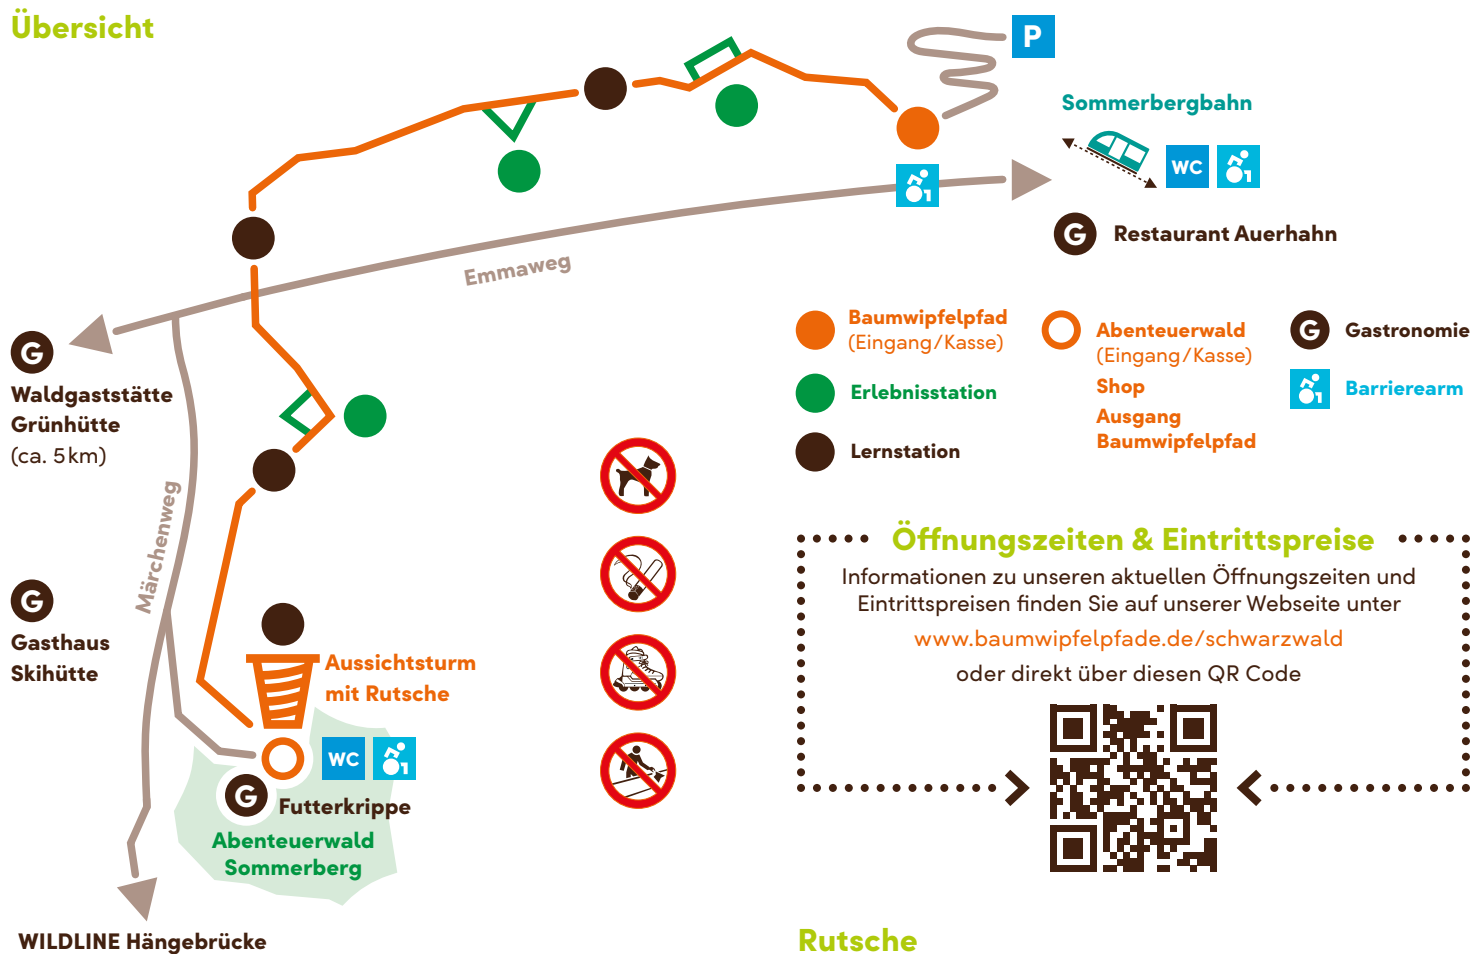 Übersicht
P
Sommerbergbahn
WC
G
Restaurant Auerhahn
Emmaweg
G
Waldgaststätte
Grünhütte
(ca. 5 km)
Märchenweg
G
Gasthaus
Skihütte
Aussichtsturm
mit Rutsche
WC
G
Futterkrippe
Abenteuerwald
Sommerberg
WILDLINE Hängebrücke
Baumwipfelpfad
(Eingang/Kasse)
Erlebnisstation
Lernstation
Abenteuerwald
(Eingang/Kasse)
Shop
Ausgang
Baumwipfelpfad
G
Gastronomie
Barrierearm
Öffnungszeiten & Eintrittspreise
Informationen zu unseren aktuellen Öffnungszeiten und
Eintrittspreisen finden Sie auf unserer Webseite unter
www.baumwipfelpfade.de/schwarzwald
oder direkt über diesen QR Code
Rutsche